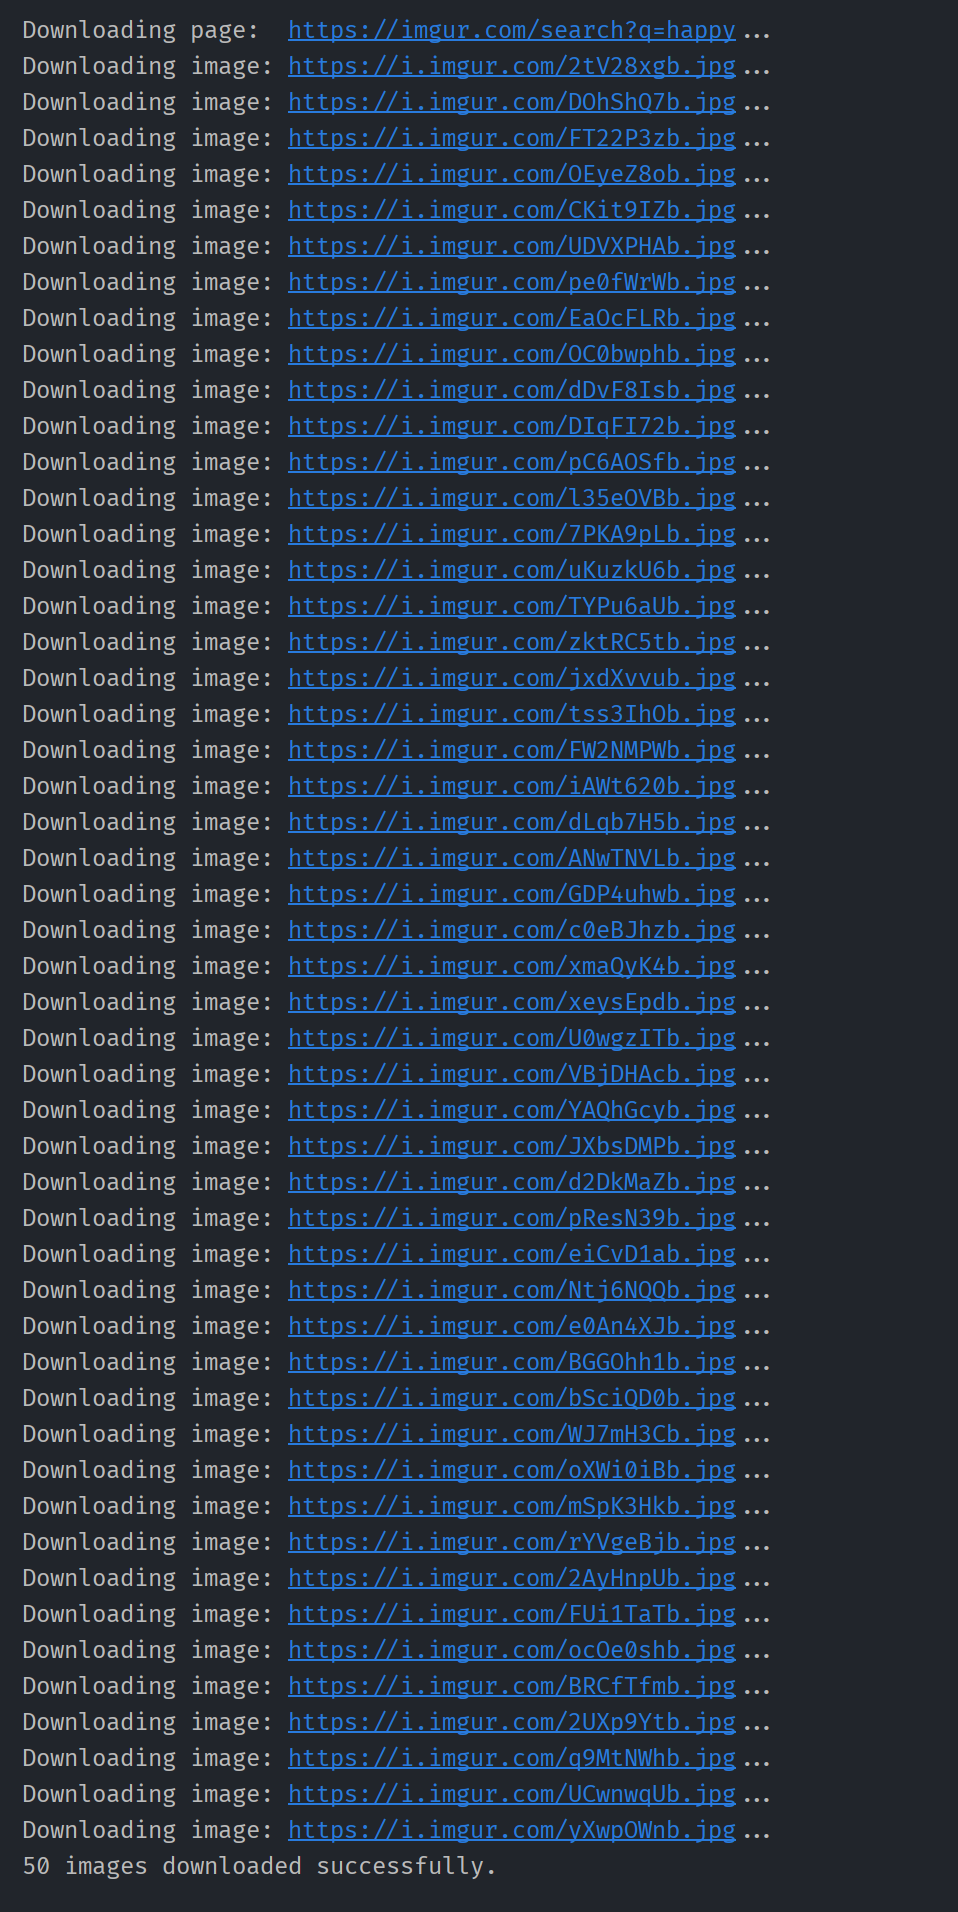 Downloading page:  https://imgur.com/search?q=happy...
Downloading image: https://i.imgur.com/2tV28xgb.jpg...
Downloading image: https://i.imgur.com/DOhShQ7b.jpg...
Downloading image: https://i.imgur.com/FT22P3zb.jpg...
Downloading image: https://i.imgur.com/OEyeZ8ob.jpg...
Downloading image: https://i.imgur.com/CKit9IZb.jpg...
Downloading image: https://i.imgur.com/UDVXPHAb.jpg...
Downloading image: https://i.imgur.com/pe0fWrWb.jpg...
Downloading image: https://i.imgur.com/EaOcFLRb.jpg...
Downloading image: https://i.imgur.com/OC0bwphb.jpg...
Downloading image: https://i.imgur.com/dDvF8Isb.jpg...
Downloading image: https://i.imgur.com/DIqFI72b.jpg...
Downloading image: https://i.imgur.com/pC6AOSfb.jpg...
Downloading image: https://i.imgur.com/l35eOVBb.jpg...
Downloading image: https://i.imgur.com/7PKA9pLb.jpg...
Downloading image: https://i.imgur.com/uKuzkU6b.jpg...
Downloading image: https://i.imgur.com/TYPu6aUb.jpg...
Downloading image: https://i.imgur.com/zktRC5tb.jpg...
Downloading image: https://i.imgur.com/jxdXvvub.jpg...
Downloading image: https://i.imgur.com/tss3IhOb.jpg...
Downloading image: https://i.imgur.com/FW2NMPWb.jpg...
Downloading image: https://i.imgur.com/iAWt620b.jpg...
Downloading image: https://i.imgur.com/dLqb7H5b.jpg...
Downloading image: https://i.imgur.com/ANwTNVLb.jpg...
Downloading image: https://i.imgur.com/GDP4uhwb.jpg...
Downloading image: https://i.imgur.com/c0eBJhzb.jpg...
Downloading image: https://i.imgur.com/xmaQyK4b.jpg...
Downloading image: https://i.imgur.com/xeysEpdb.jpg...
Downloading image: https://i.imgur.com/U0wgzITb.jpg...
Downloading image: https://i.imgur.com/VBjDHAcb.jpg...
Downloading image: https://i.imgur.com/YAQhGcyb.jpg...
Downloading image: https://i.imgur.com/JXbsDMPb.jpg...
Downloading image: https://i.imgur.com/d2DkMaZb.jpg...
Downloading image: https://i.imgur.com/pResN39b.jpg...
Downloading image: https://i.imgur.com/eiCvD1ab.jpg...
Downloading image: https://i.imgur.com/Ntj6NQQb.jpg...
Downloading image: https://i.imgur.com/e0An4XJb.jpg...
Downloading image: https://i.imgur.com/BGGOhh1b.jpg...
Downloading image: https://i.imgur.com/bSciQD0b.jpg...
Downloading image: https://i.imgur.com/WJ7mH3Cb.jpg...
Downloading image: https://i.imgur.com/oXWi0iBb.jpg...
Downloading image: https://i.imgur.com/mSpK3Hkb.jpg...
Downloading image: https://i.imgur.com/rYVgeBjb.jpg...
Downloading image: https://i.imgur.com/2AyHnpUb.jpg...
Downloading image: https://i.imgur.com/FUi1TaTb.jpg...
Downloading image: https://i.imgur.com/ocOe0shb.jpg...
Downloading image: https://i.imgur.com/BRCfTfmb.jpg...
Downloading image: https://i.imgur.com/2UXp9Ytb.jpg...
Downloading image: https://i.imgur.com/q9MtNWhb.jpg...
Downloading image: https://i.imgur.com/UCwnwqUb.jpg...
Downloading image: https://i.imgur.com/yXwpOWnb.jpg...
50 images downloaded successfully.